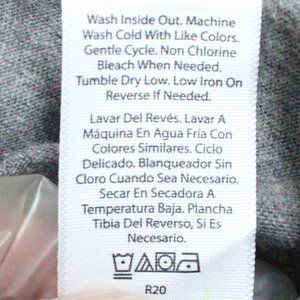 Wash Inside Out. Machine
Wash Cold With Like Colors.
Gentle Cycle. Non Chlorine
Bleach When Needed.
Tumble Dry Low. Low Iron On
Reverse If Needed.
Lavar Del Revés. Lavar A
Máquina En Agua Fría Con
Colores Similares. Ciclo
Delicado. Blanqueador Sin
Cloro Cuando Sea Necesario.
Secar En Secadora A
Temperatura Baja. Plancha
Tibia Del Reverso, Si Es
Necesario.
R20